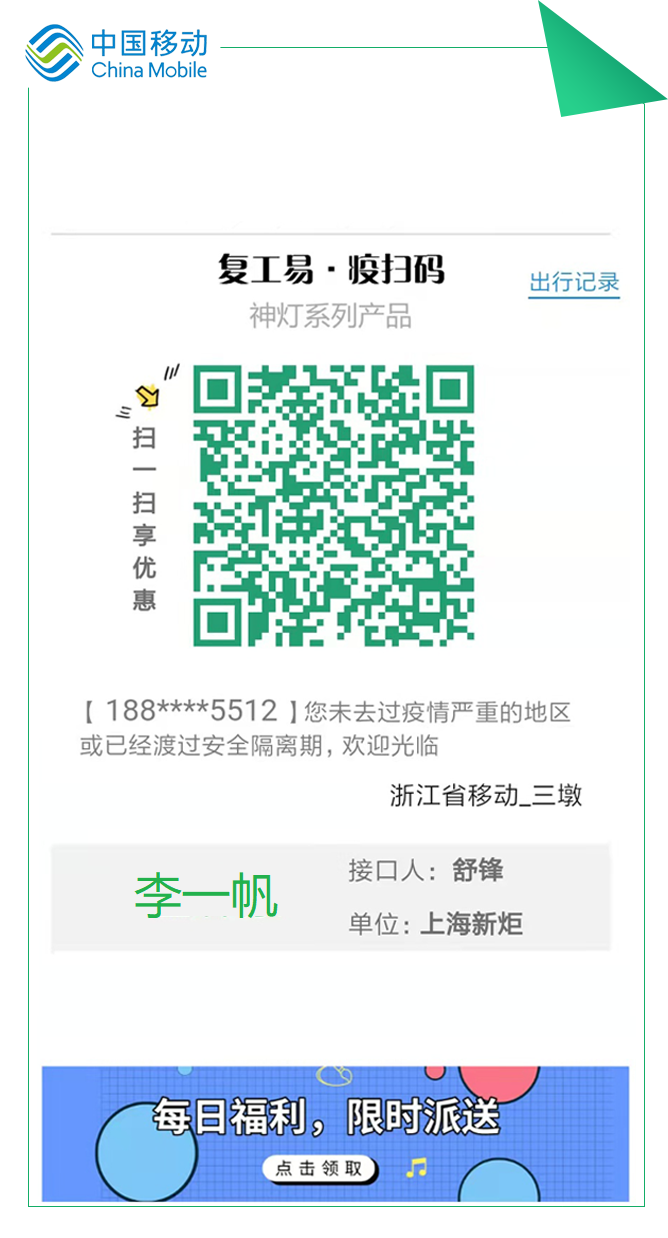 中国移动
China Mobile
复工易·疫扫码
出行记录
神灯系列产品
扫一扫享优惠
【 188****5512 】您未去过疫情严重的地区
或已经渡过安全隔离期，欢迎光临
浙江省移动_三墩
李一帆
接口人：舒锋
单位：上海新炬
每日福利，限时派送
点击领取